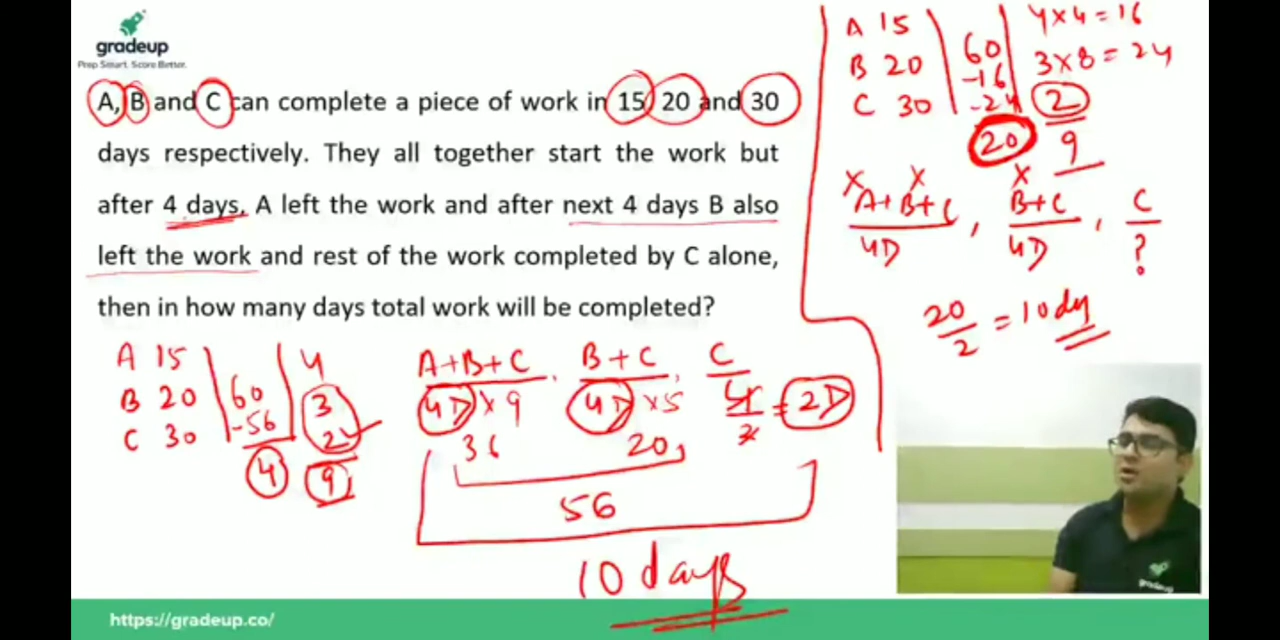 gradeup
Prep Smart. Score Better.
A, B and C can complete a piece of work in 15, 20 and 30
days respectively. They all together start the work but
after 4 days, A left the work and after next 4 days B also
left the work and rest of the work completed by C alone,
then in how many days total work will be completed?
A 15
B 20
C 30
60
-56
4
4
3
2
9
A+B+C
4D × 9
36
B+C
4D × 5
20
C
4
2
= 2D
56
10 days
A 15
B 20
C 30
60
-16
-24
20
4×4=16
3×8=24
2
9
× × ×
A+B+C, B+C, C
4D 4D ?
20/2 = 10 day
gradeup
https://gradeup.co/